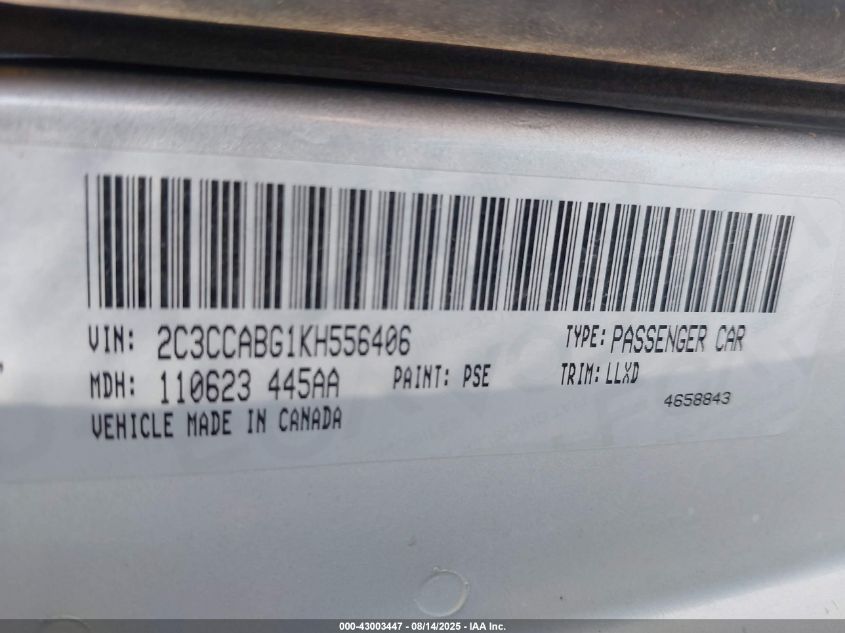 VIN: 2C3CCABG1KH556406 TYPE: PASSENGER CAR
MDH: 110623 445AA PAINT: PSE TRIM: LLXD
VEHICLE MADE IN CANADA 4658843
000-43003447 - 08/14/2025 - IAA Inc.